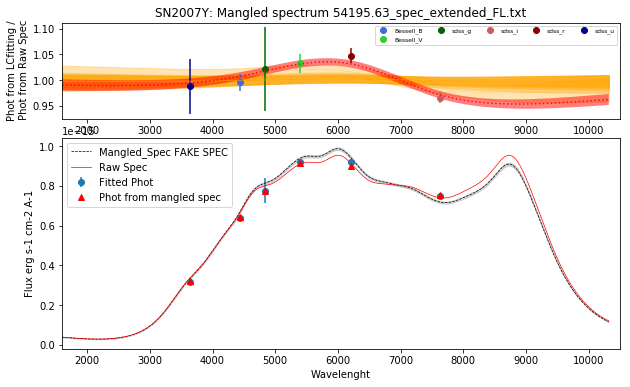 SN2007Y: Mangled spectrum 54195.63_spec_extended_FL.txt
Phot from LCfitting /
Phot from Raw Spec
1.10
1.05
1.00
0.95
Bessell_B
Bessell_V
sdss_g
sdss_i
sdss_r
sdss_u
2000 3000 4000 5000 6000 7000 8000 9000 10000
Flux erg s-1 cm-2 A-1
1.0
0.8
0.6
0.4
0.2
0.0
Mangled_Spec FAKE SPEC
Raw Spec
Fitted Phot
Phot from mangled spec
2000 3000 4000 5000 6000 7000 8000 9000 10000
Wavelenght